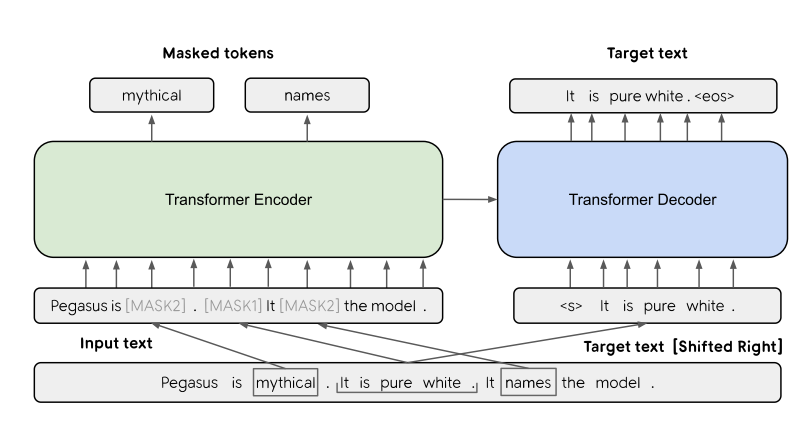 Masked tokens
Target text
mythical
names
It is pure white . <eos>
Transformer Encoder
Transformer Decoder
Pegasus is [MASK2] . [MASK1] It [MASK2] the model .
<s> It is pure white .
Input text
Target text [Shifted Right]
Pegasus is mythical . It is pure white . It names the model .